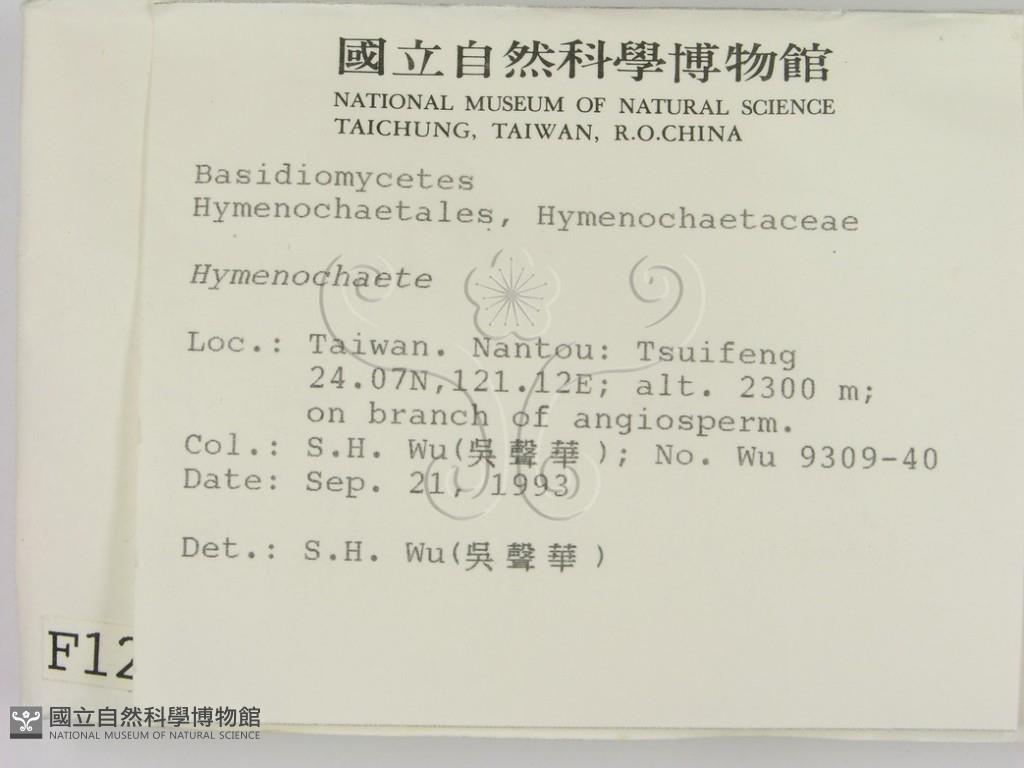 國立自然科學博物館
NATIONAL MUSEUM OF NATURAL SCIENCE
TAICHUNG, TAIWAN, R.O.CHINA
Basidiomycetes
Hymenochaetales, Hymenochaetaceae
Hymenochaete
Loc.: Taiwan. Nantou: Tsuifeng
24.07N,121.12E; alt. 2300 m;
on branch of angiosperm.
Col.: S.H. Wu(吳聲華); No. Wu 9309-40
Date: Sep. 21, 1993
Det.: S.H. Wu(吳聲華)
F12
國立自然科學博物館
NATIONAL MUSEUM OF NATURAL SCIENCE